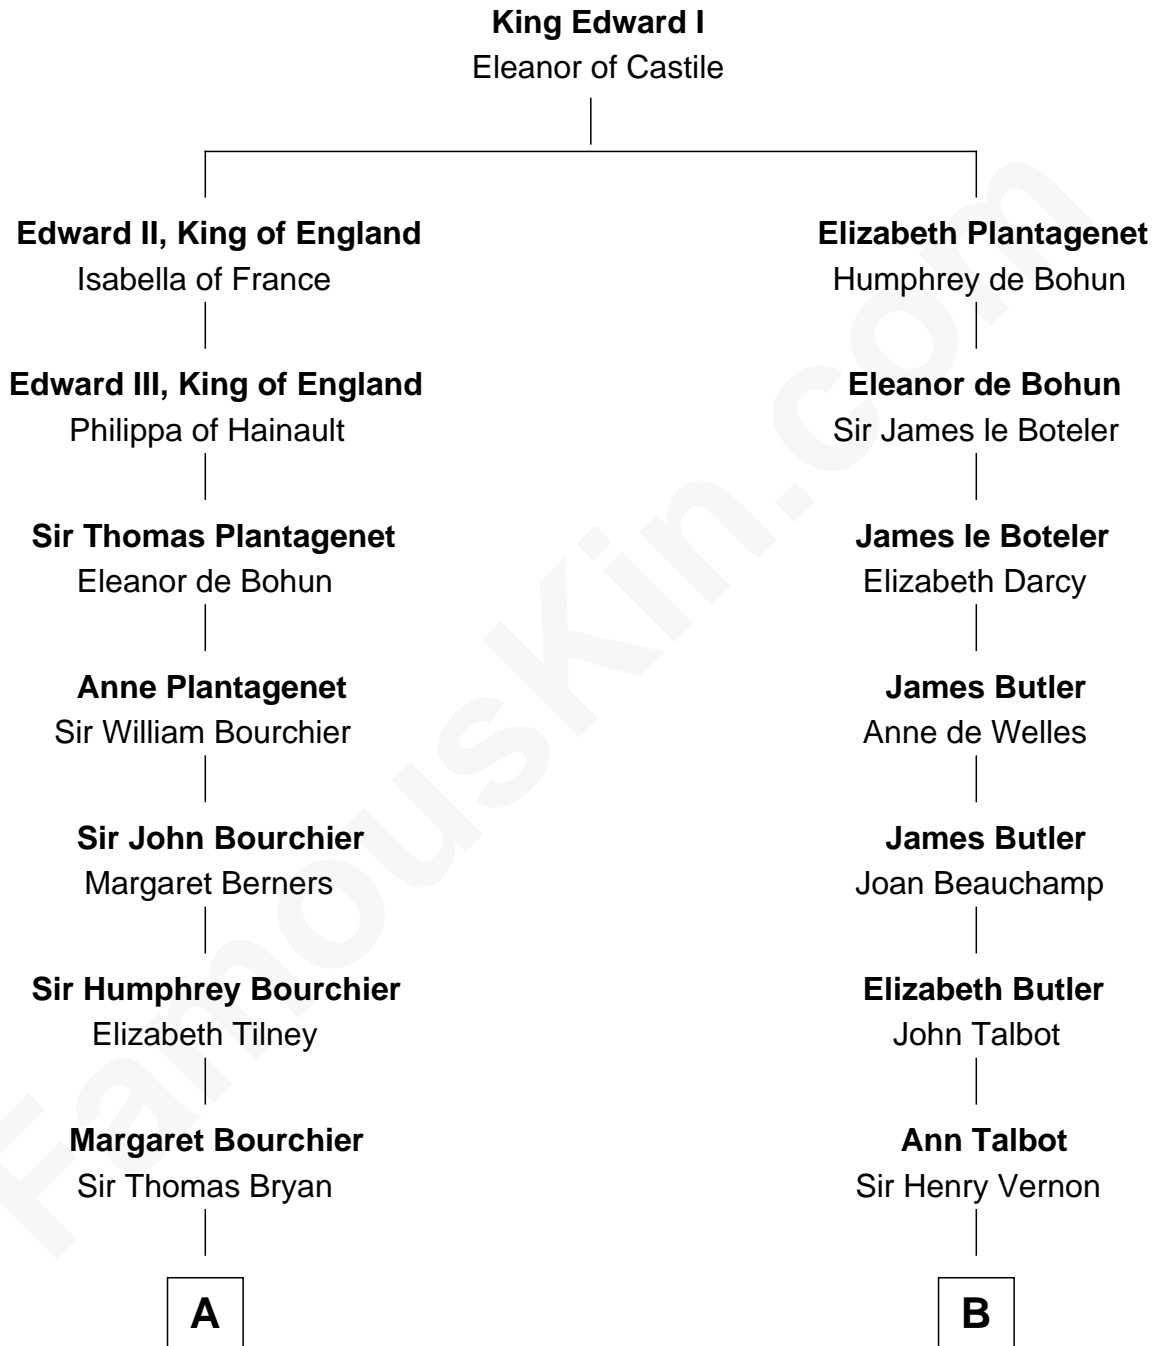 King Edward I
Eleanor of Castile
Edward II, King of England
Isabella of France
Elizabeth Plantagenet
Humphrey de Bohun
Edward III, King of England
Philippa of Hainault
Eleanor de Bohun
Sir James le Boteler
Sir Thomas Plantagenet
Eleanor de Bohun
James le Boteler
Elizabeth Darcy
Anne Plantagenet
Sir William Bourchier
James Butler
Anne de Welles
Sir John Bourchier
Margaret Berners
James Butler
Joan Beauchamp
Sir Humphrey Bourchier
Elizabeth Tilney
Elizabeth Butler
John Talbot
Margaret Bourchier
Sir Thomas Bryan
Ann Talbot
Sir Henry Vernon
A
B
FamousKin.com